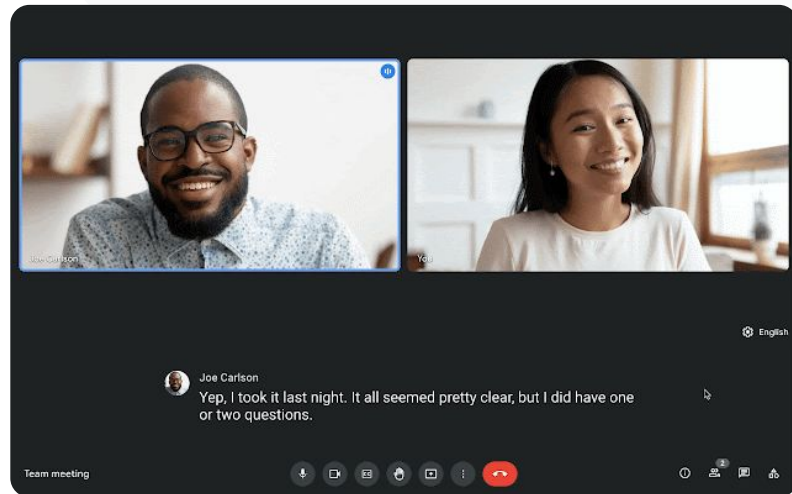 Joe Carlson
You
English
Joe Carlson
Yep, I took it last night. It all seemed pretty clear, but I did have one
or two questions.
Team meeting
2